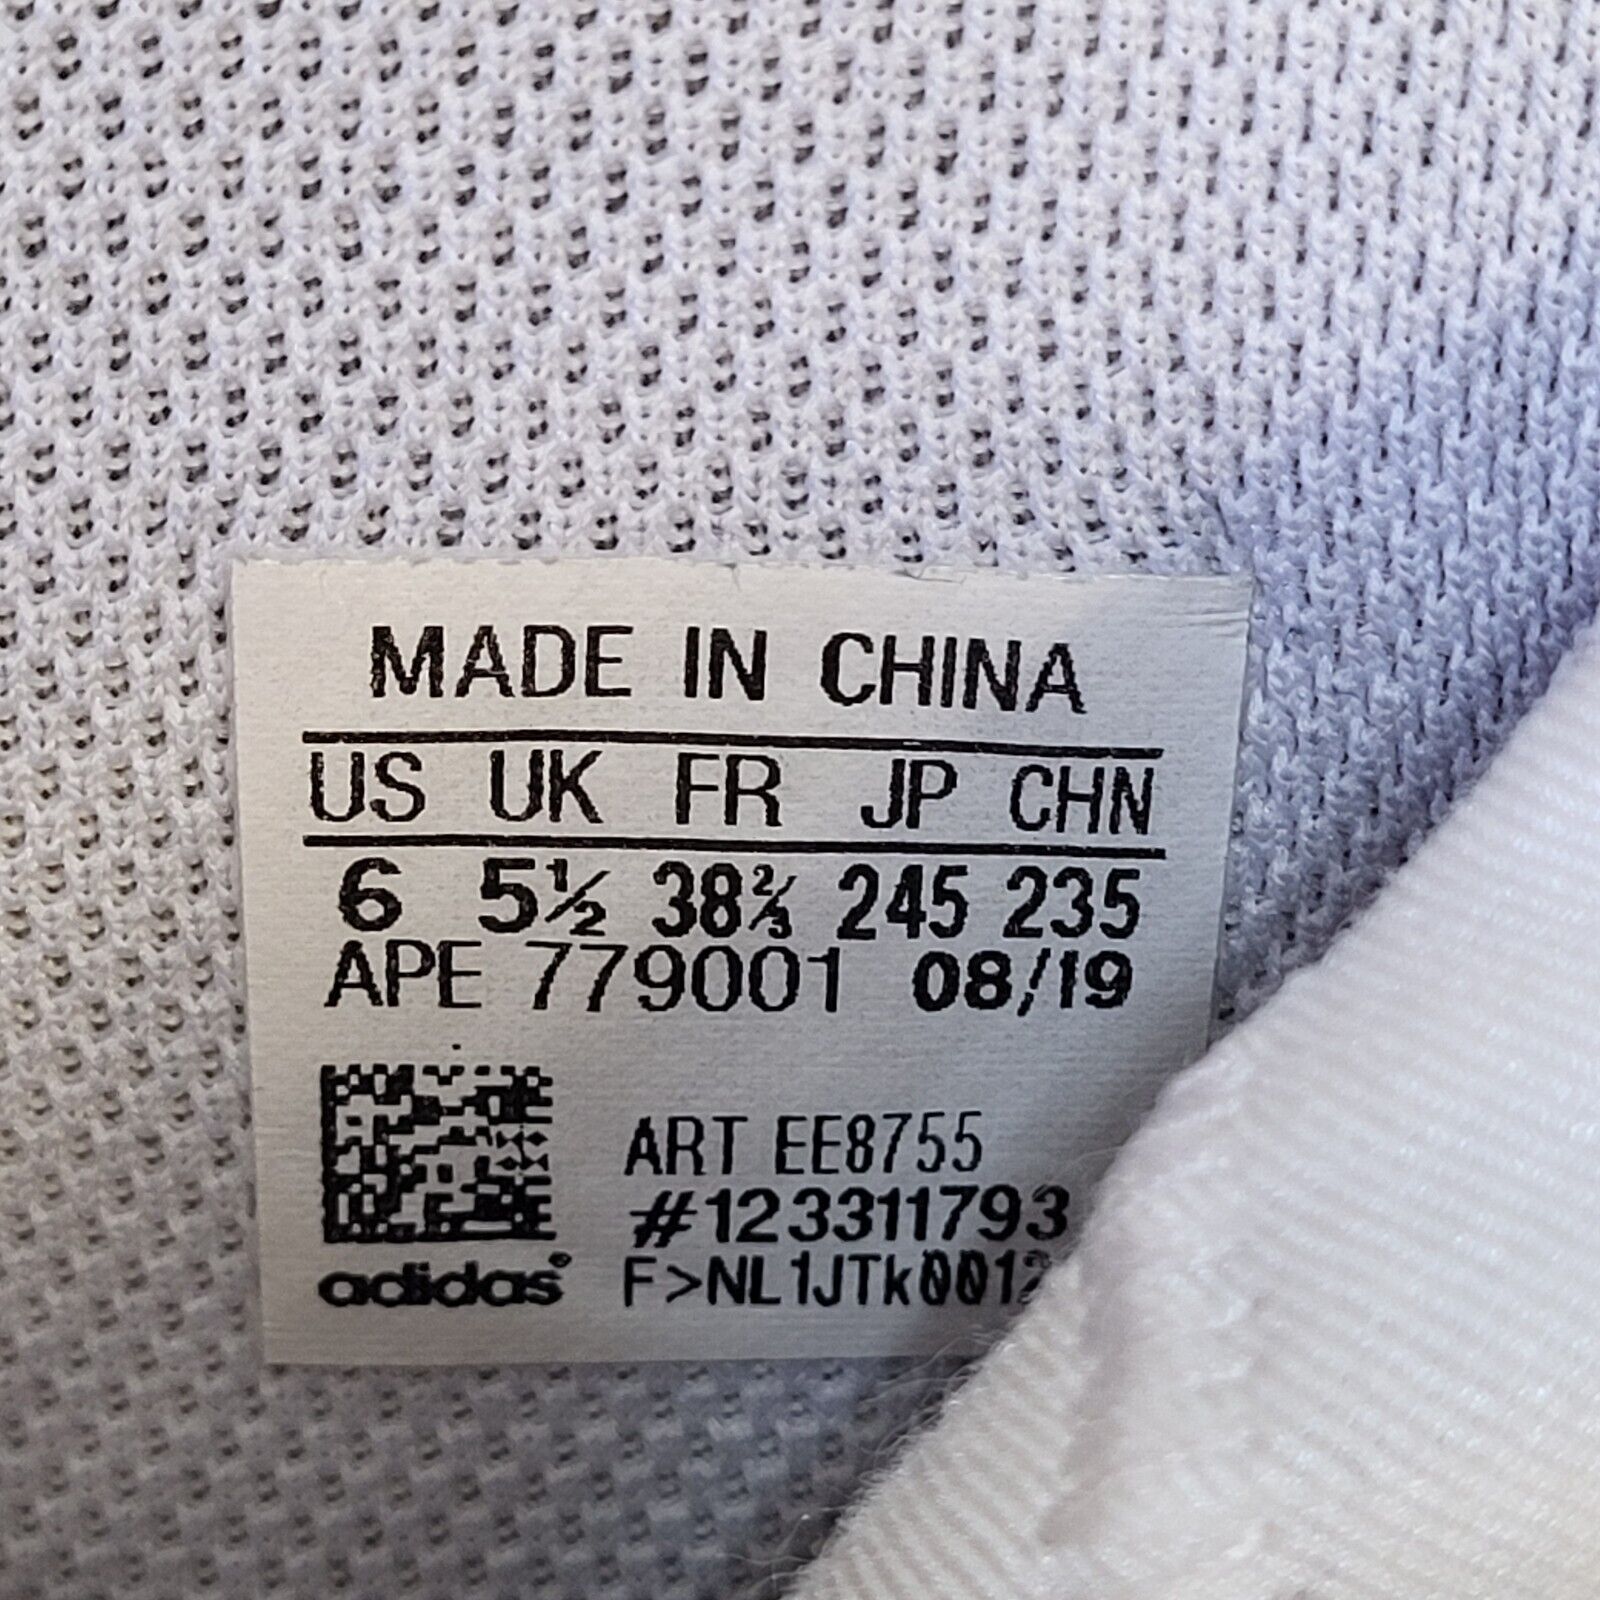 MADE IN CHINA
US UK FR JP CHN
6 5½ 38⅔ 245 235
APE 779001 08/19
ART EE8755
#123311793
adidas®